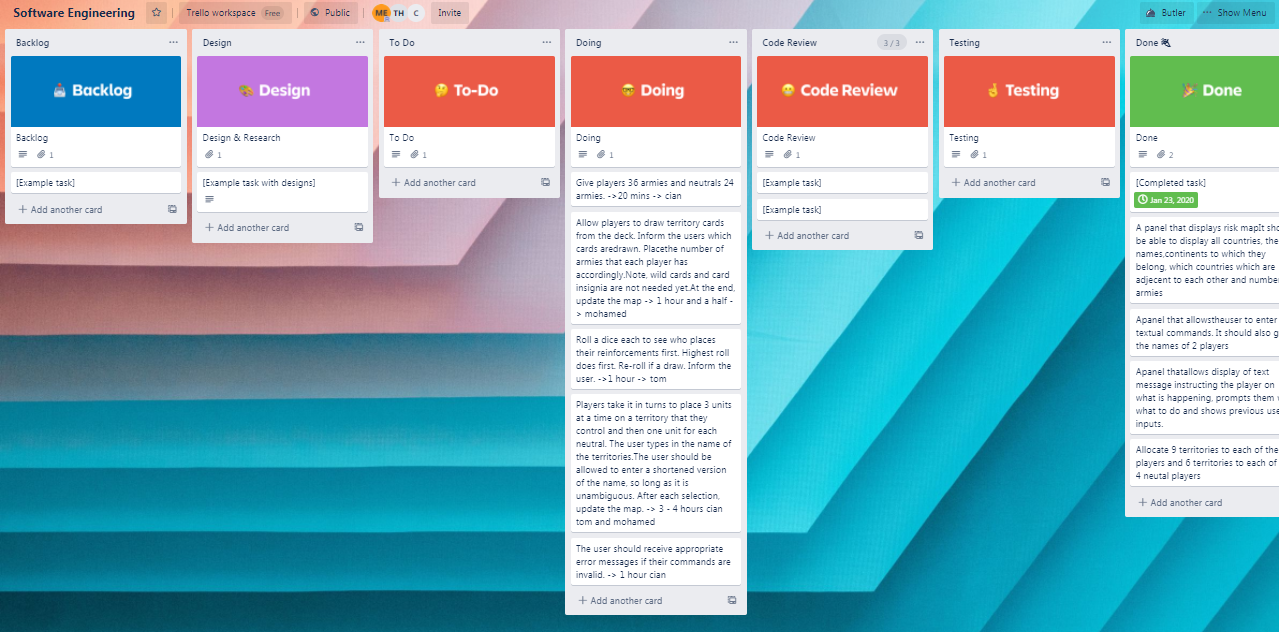 Software Engineering
Trello workspace Free
Public
ME TH C
Invite
Butler
Show Menu
Backlog
Backlog
Backlog
1
[Example task]
Add another card
Design
Design
Design & Research
1
[Example task with designs]
Add another card
To Do
To-Do
To Do
1
Add another card
Doing
Doing
Doing
1
Give players 36 armies and neutrals 24
armies. ->20 mins -> cian
Allow players to draw territory cards
from the deck. Inform the users which
cards aredrawn. Placethe number of
armies that each player has
accordingly.Note, wild cards and card
insignia are not needed yet.At the end,
update the map -> 1 hour and a half -
> mohamed
Roll a dice each to see who places
their reinforcements first. Highest roll
does first. Re-roll if a draw. Inform the
user. ->1 hour -> tom
Players take it in turns to place 3 units
at a time on a territory that they
control and then one unit for each
neutral. The user types in the name of
the territories.The user should be
allowed to enter a shortened version
of the name, so long as it is
unambiguous. After each selection,
update the map. -> 3 - 4 hours cian
tom and mohamed
The user should receive appropriate
error messages if their commands are
invalid. -> 1 hour cian
Add another card
Code Review
3 / 3
Code Review
Code Review
1
[Example task]
[Example task]
Add another card
Testing
Testing
Testing
1
Add another card
Done
Done
Done
2
[Completed task]
Jan 23, 2020
A panel that displays risk mapIt
be able to display all countries,
names,continents to which they
belong, which countries which are
adjecent to each other and
armies
Apanel that allowstheuser to enter
textual commands. It should also
the names of 2 players
Apanel thatallows display of text
message instructing the player on
what is happening, prompts them
what to do and shows previous
inputs.
Allocate 9 territories to each of the
players and 6 territories to each of
4 neutal players
Add another card